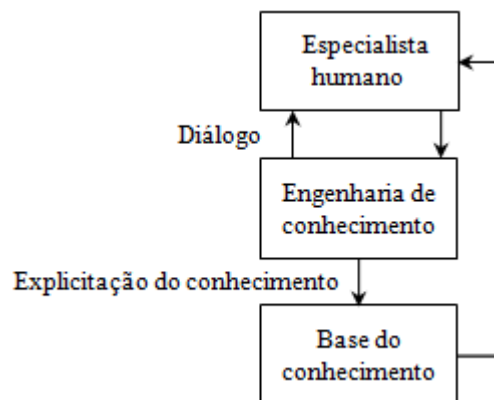 Especialista
humano
Diálogo
Engenharia de
conhecimento
Explicitação do conhecimento
Base do
conhecimento